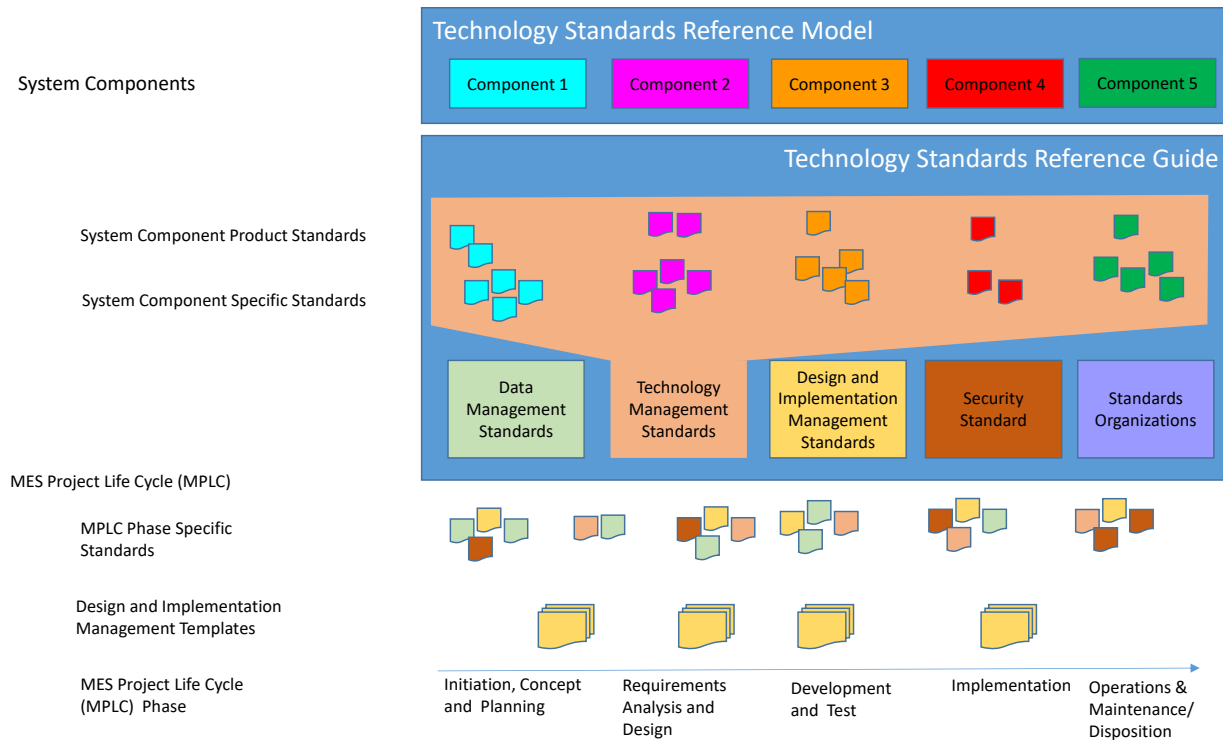 Technology Standards Reference Model
System Components
Component 1
Component 2
Component 3
Component 4
Component 5
Technology Standards Reference Guide
System Component Product Standards
System Component Specific Standards
Data
Management
Standards
Technology
Management
Standards
Design and
Implementation
Management
Standards
Security
Standard
Standards
Organizations
MES Project Life Cycle (MPLC)
MPLC Phase Specific
Standards
Design and Implementation
Management Templates
MES Project Life Cycle
(MPLC) Phase
Initiation, Concept
and Planning
Requirements
Analysis and
Design
Development
and Test
Implementation
Operations &
Maintenance/
Disposition